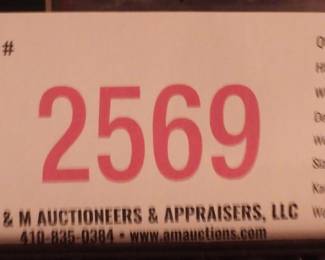 #
2569
& M AUCTIONEERS & APPRAISERS, LLC
410-835-0384 • www.amauctions.com